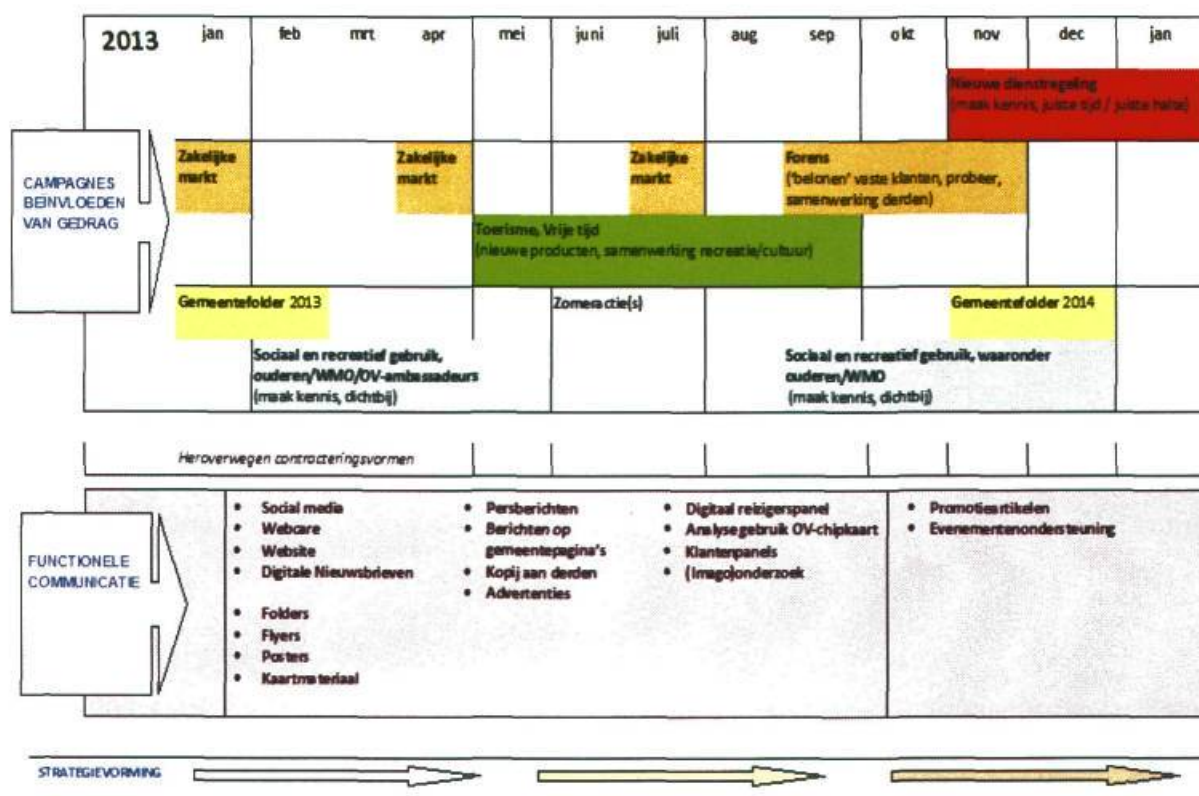 2013 jan feb mrt apr mei juni juli aug sep okt nov dec jan
Nieuwe dienstregeling
(maak kennis, juiste tijd / juiste halte)
CAMPAGNES
BEÏNVLOEDEN
VAN GEDRAG
Zakelijke
markt
Zakelijke
markt
Zakelijke
markt
Forens
('belonen' vaste klanten, probeer,
samenwerking derden)
Toerisme, Vrije tijd
(nieuwe producten, samenwerking recreatie/cultuur)
Gemeentefolder 2013
Zomeractie(s)
Gemeentefolder 2014
Sociaal en recreatief gebruik,
ouderen/WMO/OV-ambassadeurs
(maak kennis, dichtbij)
Sociaal en recreatief gebruik, waaronder
ouderen/WMO
(maak kennis, dichtbij)
Heroverwegen contracteringsvormen
FUNCTIONELE
COMMUNICATIE
• Social media
• Webcare
• Website
• Digitale Nieuwsbrieven
• Folders
• Flyers
• Posters
• Kaartmateriaal
• Persberichten
• Berichten op
gemeentepagina's
• Kopij aan derden
• Advertenties
• Digitaal reizigerspanel
• Analyse gebruik OV-chipkaart
• Klantenpanels
• (Imago)onderzoek
• Promotieartikelen
• Evenementenondersteuning
STRATEGIEVORMING